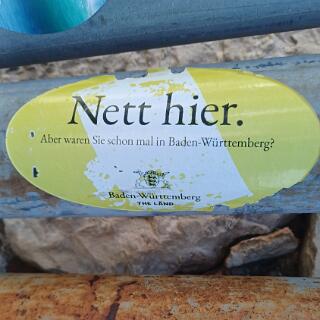 Nett hier.
Aber waren Sie schon mal in Baden-Württemberg?
Baden-Württemberg
THE LÄND